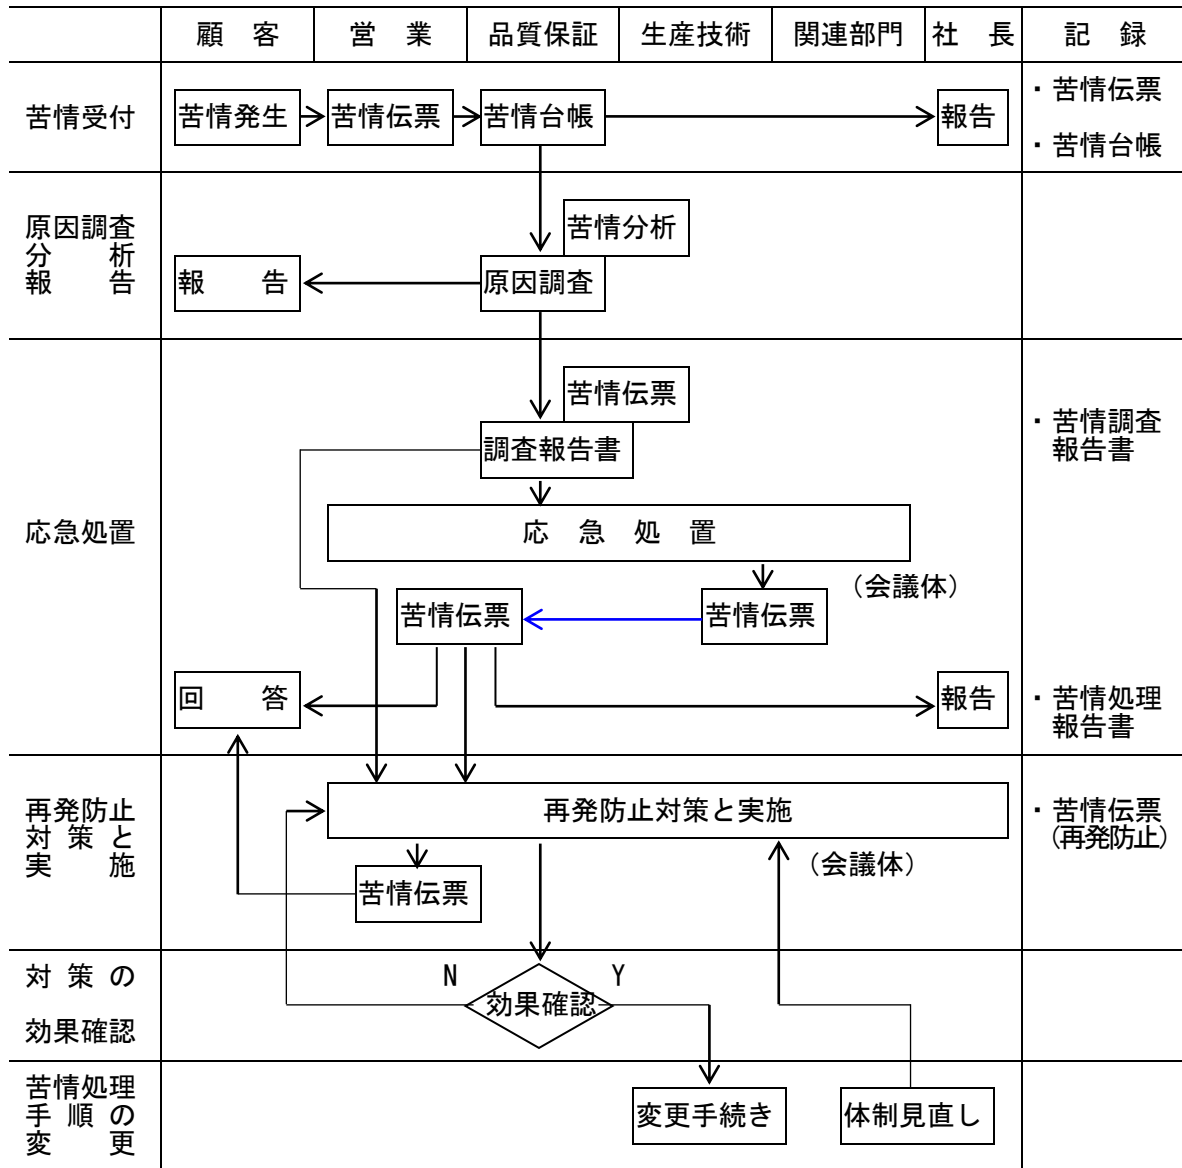 顧　客　営　業　品質保証　生産技術　関連部門　社　長　記　録
苦情受付
苦情発生　苦情伝票　苦情台帳　報告
・苦情伝票
・苦情台帳
原因調査
分　　析
報　　告
苦情分析
報　　告　原因調査
応急処置
苦情伝票
調査報告書
・苦情調査
報告書
応　急　処　置
（会議体）
苦情伝票　苦情伝票
回　　答　報告
・苦情処理
報告書
再発防止
対 策 と
実　　施
再発防止対策と実施
・苦情伝票
（再発防止）
（会議体）
苦情伝票
対 策 の
効果確認
N　Y
効果確認
苦情処理
手 順 の
変　　更
変更手続き　体制見直し